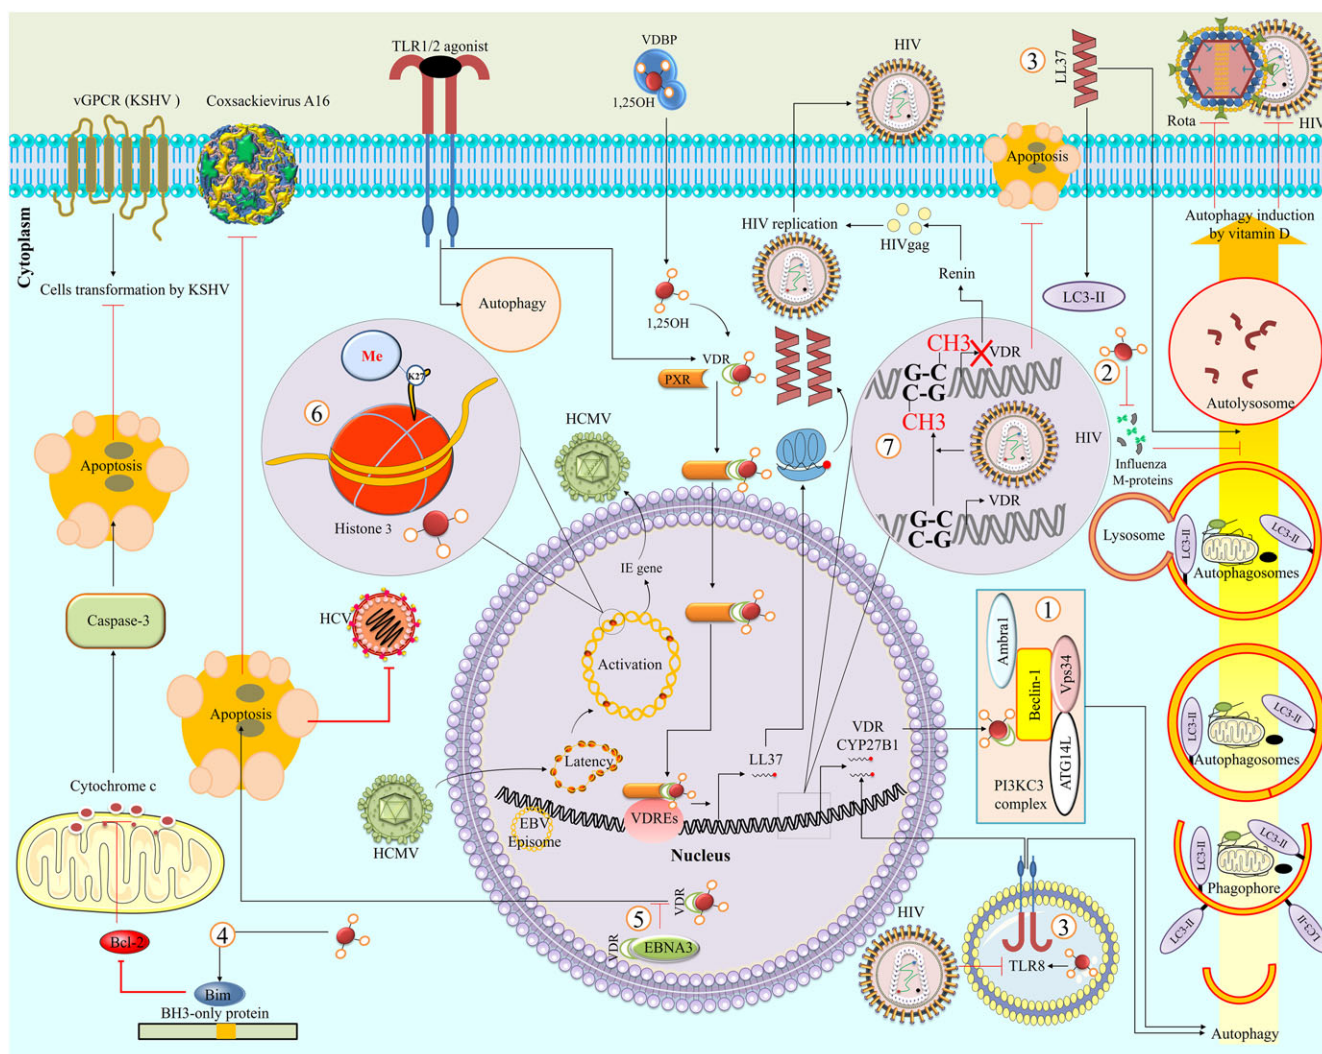 TLR1/2 agonist
VDBP
1,25OH
HIV
3
LL37
Rota
HIV
vGPCR (KSHV )
Coxsackievirus A16
Apoptosis
Cytoplasm
Cells transformation by KSHV
Autophagy
1,25OH
HIV replication
HIVgag
Renin
LC3-II
Autophagy induction
by vitamin D
Me
K27
6
Histone 3
VDR
PXR
CH3
VDR
G-C
C-G
CH3
7
HIV
VDR
G-C
C-G
2
Influenza
M-proteins
Autolysosome
HCMV
Apoptosis
Lysosome
LC3-II
LC3-II
Autophagosomes
IE gene
Caspase-3
HCV
Activation
1
Ambra1
Beclin-1
Vps34
ATG14L
PI3KC3
complex
Apoptosis
Latency
LL37
VDR
CYP27B1
LC3-II
LC3-II
Autophagosomes
Cytochrome c
HCMV
EBV
Episome
VDREs
Nucleus
LC3-II
LC3-II
Phagophore
LC3-II
LC3-II
VDR
5
VDR
EBNA3
HIV
3
TLR8
Bcl-2
4
Bim
BH3-only protein
Autophagy